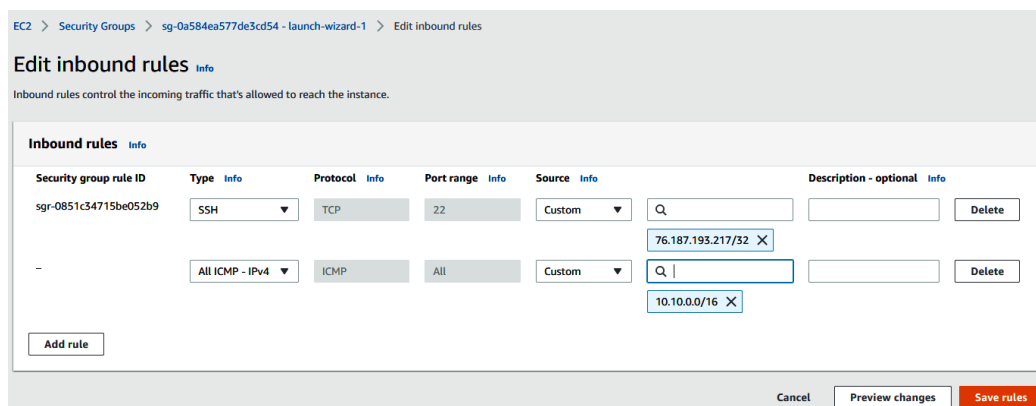 EC2 > Security Groups > sg-0a584ea577de3cd54 - launch-wizard-1 > Edit inbound rules
Edit inbound rules Info
Inbound rules control the incoming traffic that's allowed to reach the instance.
Inbound rules Info
Security group rule ID Type Info Protocol Info Port range Info Source Info Description - optional Info
sgr-0851c34715be052b9 SSH TCP 22 Custom Delete
76.187.193.217/32
– All ICMP - IPv4 ICMP All Custom Delete
10.10.0.0/16
Add rule
Cancel Preview changes Save rules